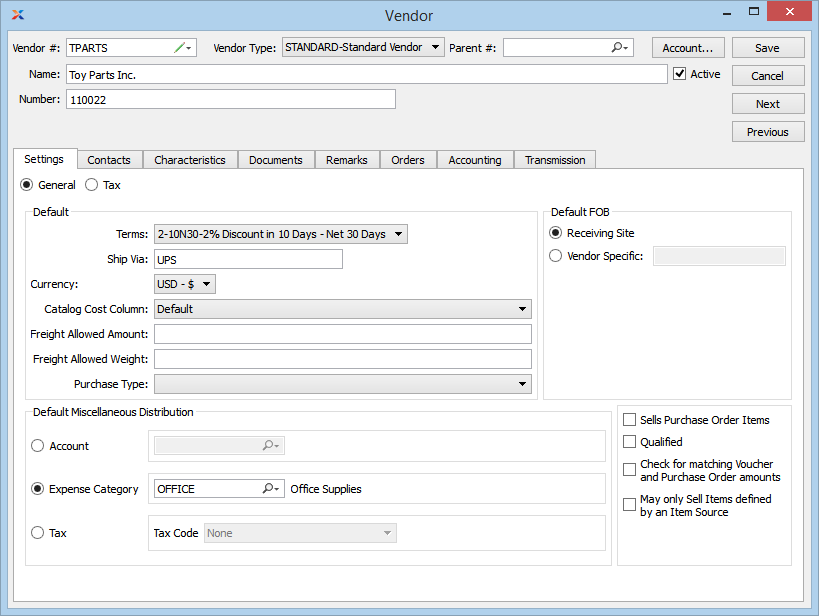 Vendor
Vendor #: TPARTS Vendor Type: STANDARD-Standard Vendor Parent #: Account... Save
Name: Toy Parts Inc. Active Cancel
Number: 110022 Next
Previous
Settings Contacts Characteristics Documents Remarks Orders Accounting Transmission
General Tax
Default
Terms: 2-10N30-2% Discount in 10 Days - Net 30 Days
Ship Via: UPS
Currency: USD - $
Catalog Cost Column: Default
Freight Allowed Amount:
Freight Allowed Weight:
Purchase Type:
Default FOB
Receiving Site
Vendor Specific:
Default Miscellaneous Distribution
Account
Expense Category OFFICE Office Supplies
Tax Tax Code None
Sells Purchase Order Items
Qualified
Check for matching Voucher
and Purchase Order amounts
May only Sell Items defined
by an Item Source